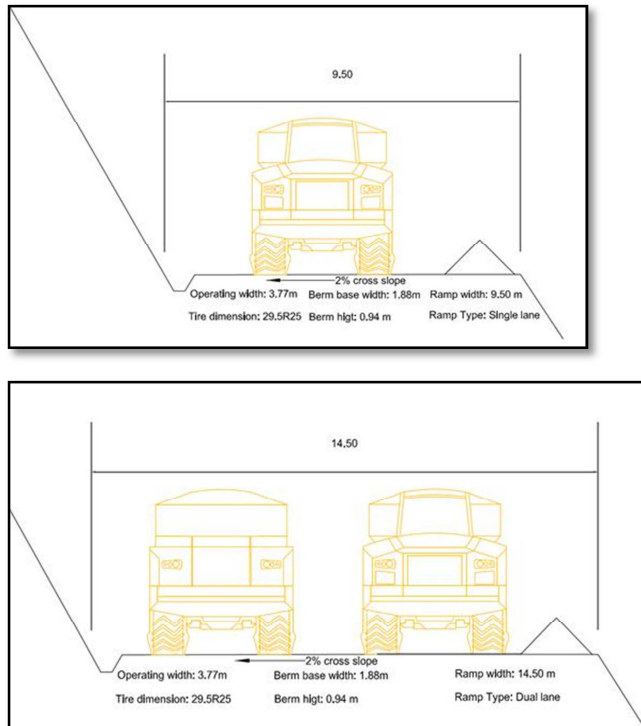 9.50
2% cross slope
Operating width: 3.77m Berm base width: 1.88m Ramp width: 9.50 m
Tire dimension: 29.5R25 Berm higt: 0.94 m Ramp Type: Single lane
14.50
2% cross slope
Operating width: 3.77m Berm base width: 1.88m Ramp width: 14.50 m
Tire dimension: 29.5R25 Berm higt: 0.94 m Ramp Type: Dual lane